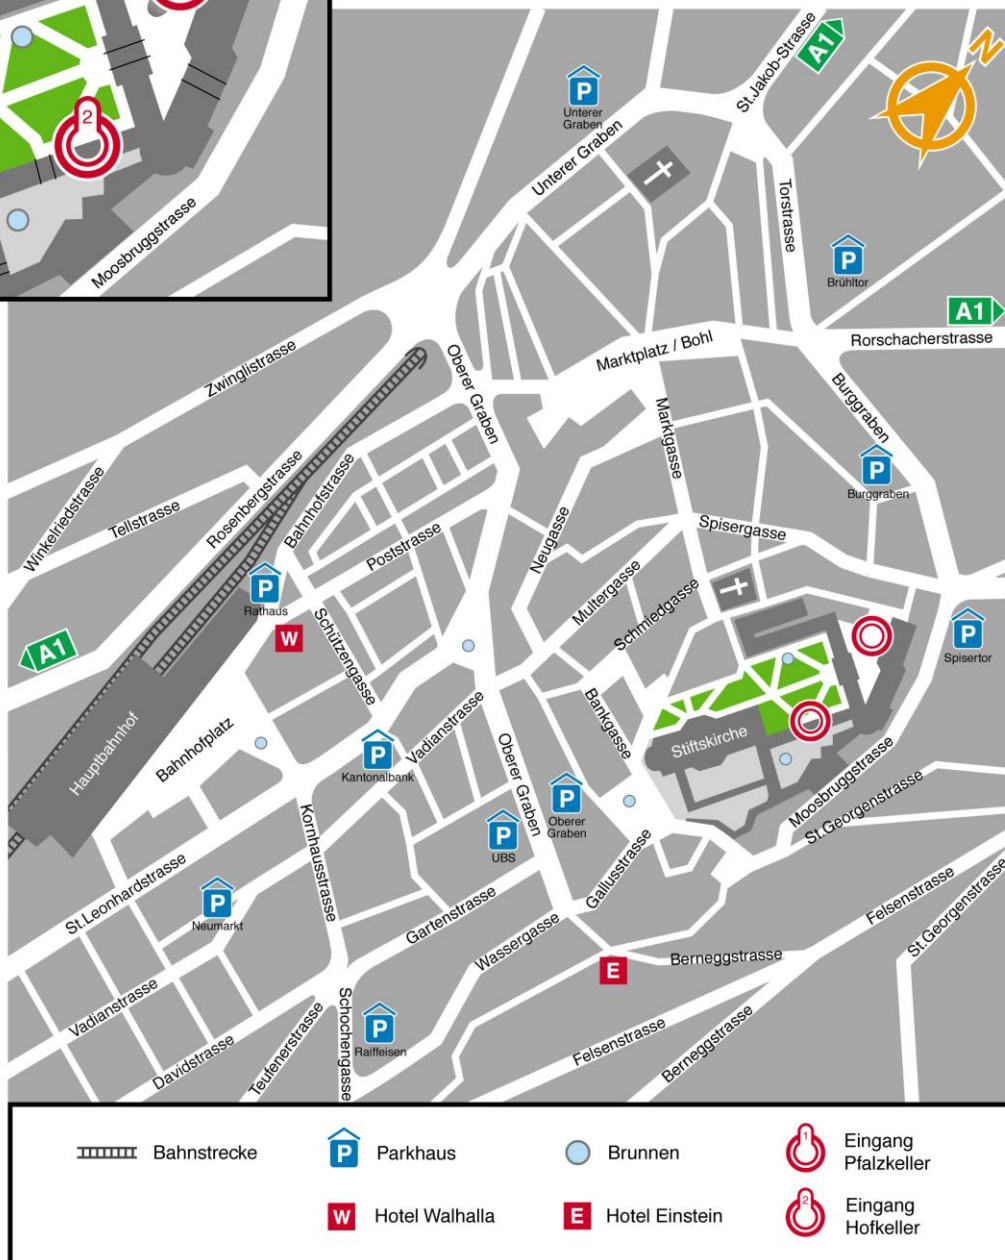 2
Moosbruggstrasse
A1
N
St.Jakob-Strasse
P
Unterer
Graben
Unterer Graben
Torstrasse
P
Brühltor
A1
Rorschacherstrasse
Marktplatz / Bohl
Zwinglistrasse
Oberer Graben
Burggraben
Marktgasse
P
Burggraben
Winkelriedstrasse
Tellstrasse
Rosenbergstrasse
Bahnhofstrasse
Poststrasse
Neugasse
Spisergasse
P
Rathaus
W
Schützengasse
Multergasse
Schmiedgasse
P
Spisertor
A1
Hauptbahnhof
Bahnhofplatz
P
Kantonalbank
Vadianstrasse
Oberer Graben
Bankgasse
Stiftskirche
Moosbruggstrasse
St.Georgenstrasse
P
Oberer
Graben
P
UBS
Kornhausstrasse
Gallusstrasse
St.Leonhardstrasse
P
Neumarkt
Gartenstrasse
Wassergasse
Felsenstrasse
St.Georgenstrasse
E
Berneggstrasse
Vadianstrasse
Davidstrasse
Teufenerstrasse
Schochengasse
P
Raiffeisen
Felsenstrasse
Berneggstrasse
Bahnstrecke
P
Parkhaus
Brunnen
1
Eingang
Pfalzkeller
W
Hotel Walhalla
E
Hotel Einstein
2
Eingang
Hofkeller